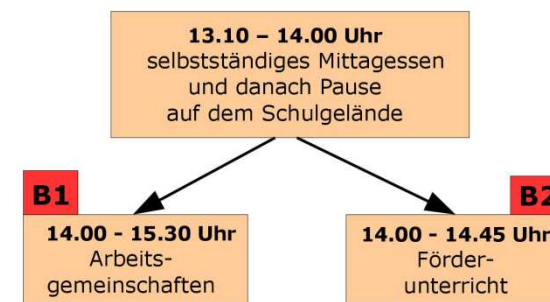 13.10 – 14.00 Uhr
selbstständiges Mittagessen
und danach Pause
auf dem Schulgelände
B1
14.00 - 15.30 Uhr
Arbeits-
gemeinschaften
B2
14.00 - 14.45 Uhr
Förder-
unterricht